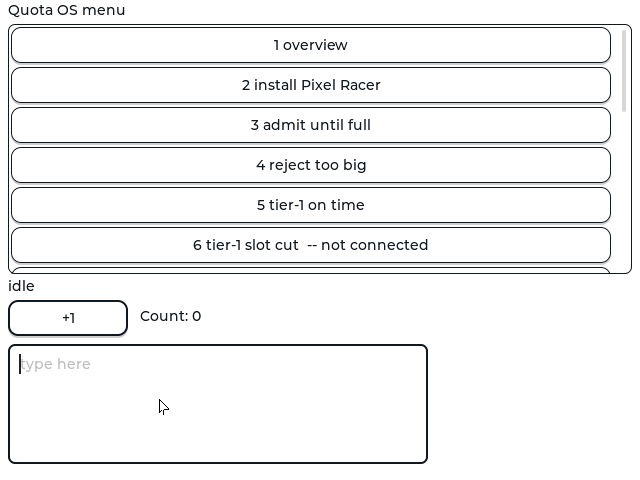 Quota OS menu
1 overview
2 install Pixel Racer
3 admit until full
4 reject too big
5 tier-1 on time
6 tier-1 slot cut  -- not connected
idle
+1
Count: 0
type here